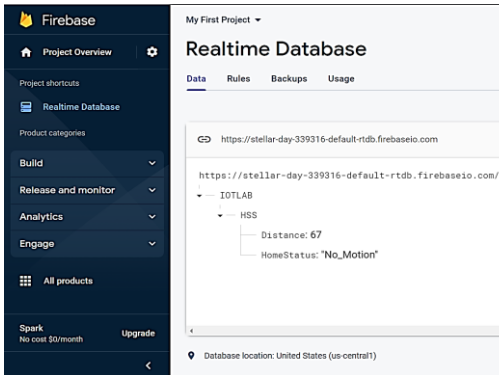 Firebase
Project Overview
Project shortcuts
Realtime Database
Product categories
Build
Release and monitor
Analytics
Engage
All products
Spark
No cost $0/month
Upgrade
My First Project
Realtime Database
Data Rules Backups Usage
https://stellar-day-339316-default-rtdb.firebaseio.com
https://stellar-day-339316-default-rtdb.firebaseio.com/
IOTLAB
HSS
Distance: 67
HomeStatus: "No_Motion"
Database location: United States (us-central1)